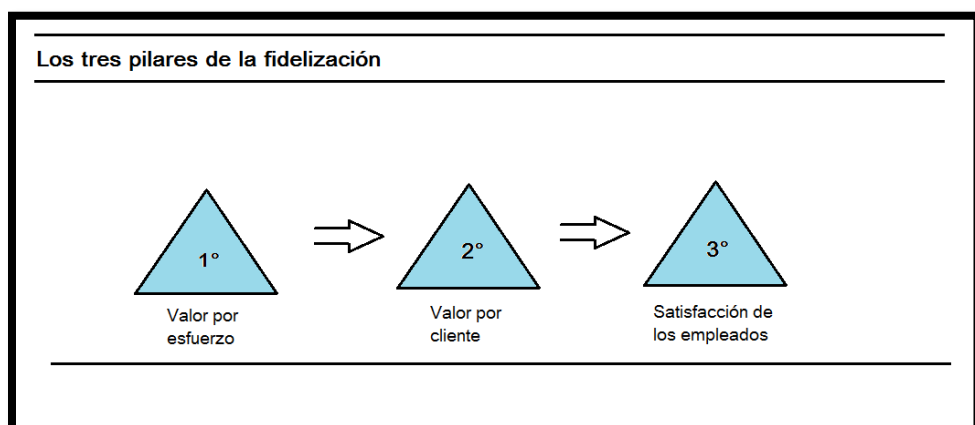 Los tres pilares de la fidelización
1°
2°
3°
Valor por
esfuerzo
Valor por
cliente
Satisfacción de
los empleados